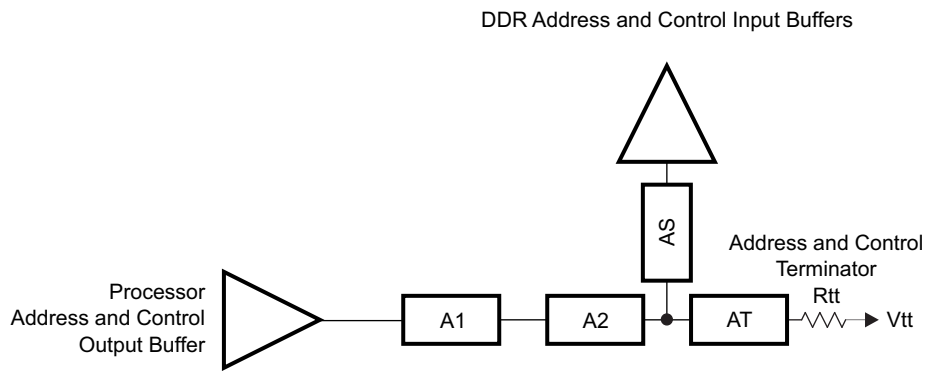 DDR Address and Control Input Buffers
AS
Address and Control
Terminator
Rtt
Vtt
Processor
Address and Control
Output Buffer
A1
A2
AT